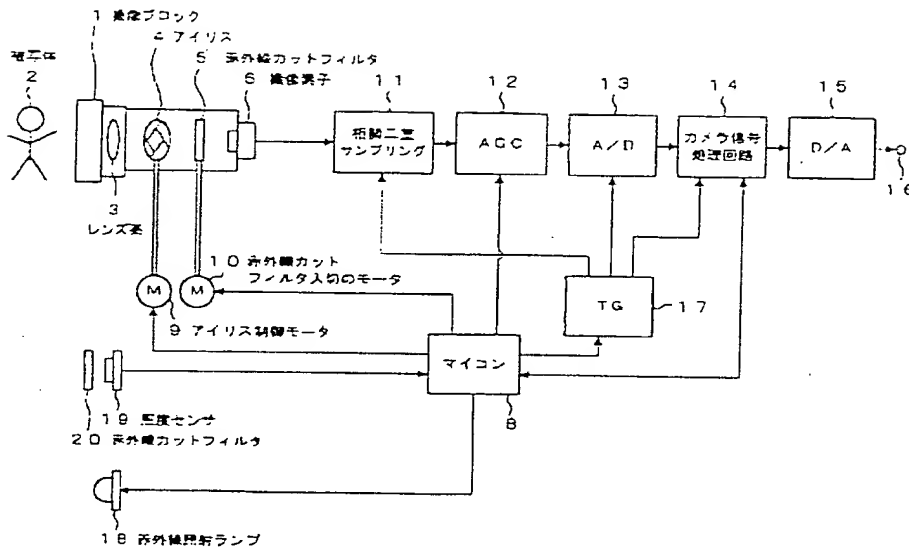 1 撮像ブロック
4 アイリス
5 赤外線カットフィルタ
6 撮像素子
被写体
2
11
12
13
14
15
相関二重
サンプリング
AGC
A/D
カメラ信号
処理回路
D/A
16
3
レンズ系
10 赤外線カット
フィルタ入切のモータ
M
M
TG
17
9 アイリス制御モータ
マイコン
8
19 照度センサ
20 赤外線カットフィルタ
18 赤外線照射ランプ